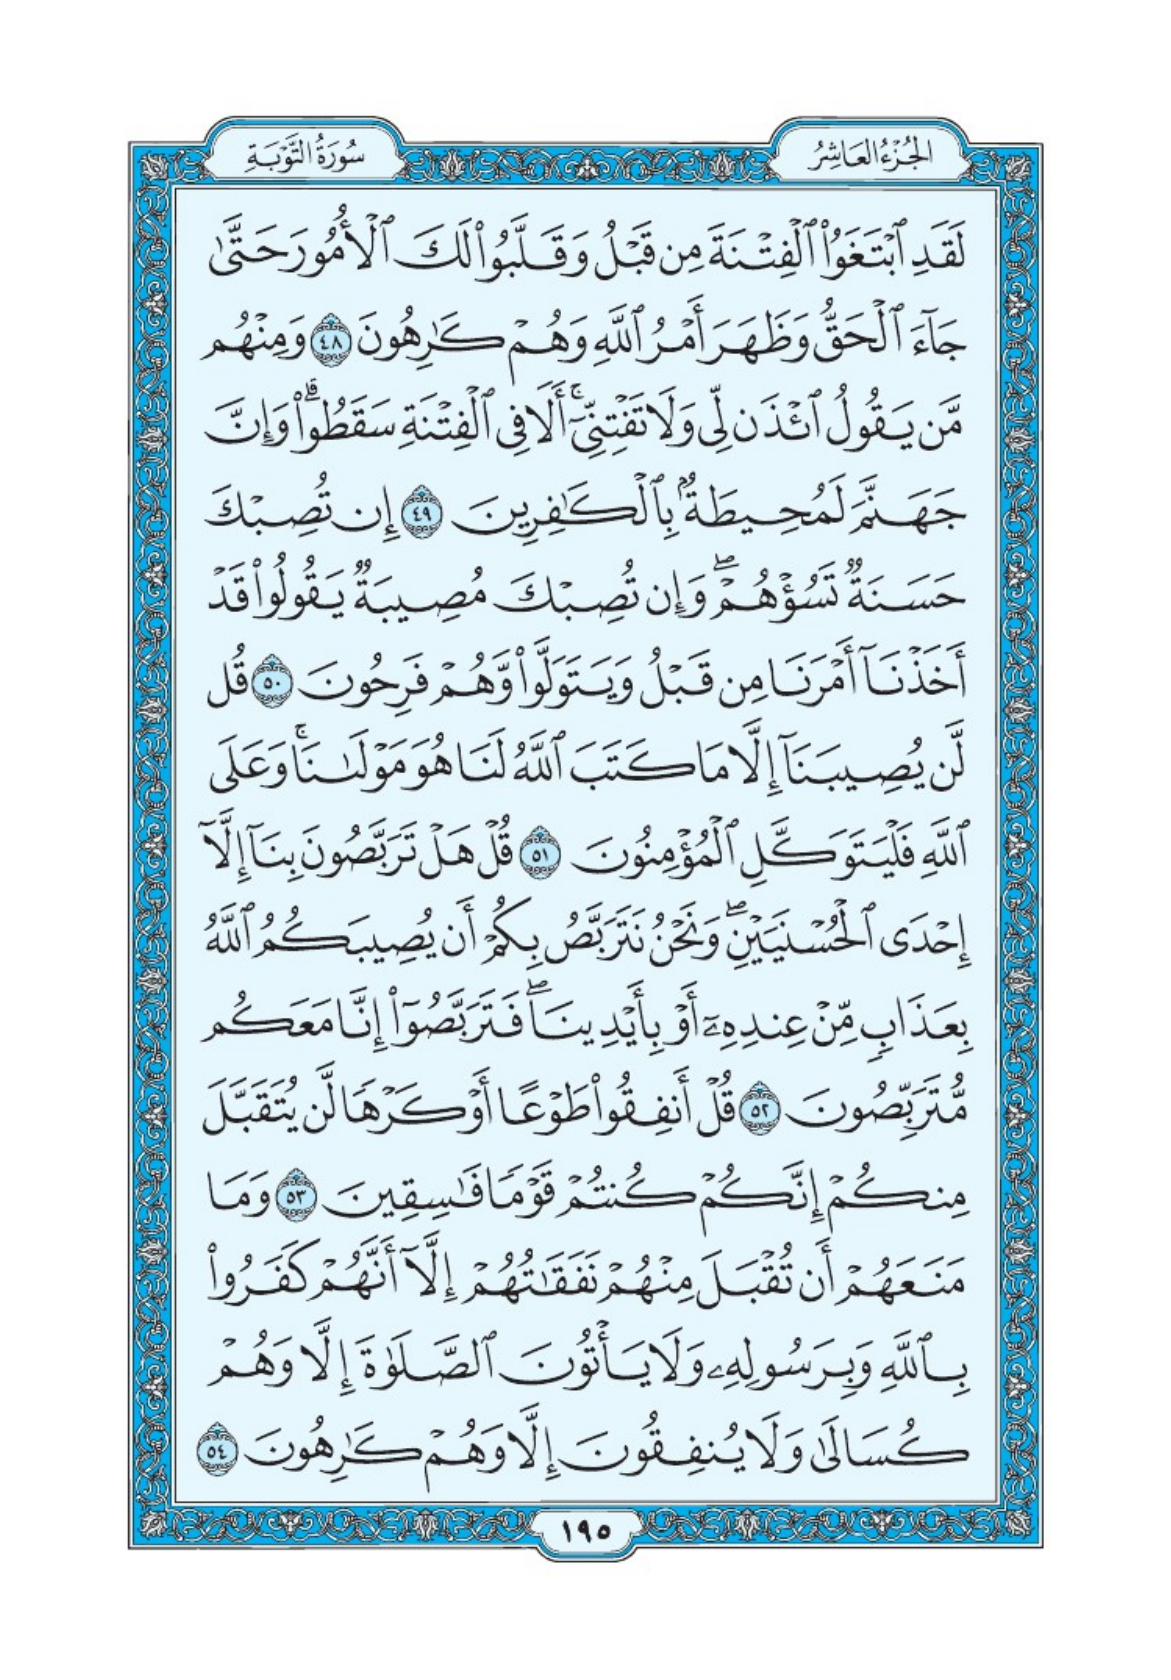 الجُزْءُ العَاشِرُ
سُورَةُ التَّوْبَةِ
لَقَدِ ٱبْتَغَوُا۟ ٱلْفِتْنَةَ مِن قَبْلُ وَقَلَّبُوا۟ لَكَ ٱلْأُمُورَ حَتَّىٰ
جَآءَ ٱلْحَقُّ وَظَهَرَ أَمْرُ ٱللَّهِ وَهُمْ كَٰرِهُونَ ٤٨ وَمِنْهُم
مَّن يَقُولُ ٱئْذَن لِّى وَلَا تَفْتِنِّىٓ ۚ أَلَا فِى ٱلْفِتْنَةِ سَقَطُوا۟ ۗ وَإِنَّ
جَهَنَّمَ لَمُحِيطَةٌۢ بِٱلْكَٰفِرِينَ ٤٩ إِن تُصِبْكَ
حَسَنَةٌ تَسُؤْهُمْ ۖ وَإِن تُصِبْكَ مُصِيبَةٌ يَقُولُوا۟ قَدْ
أَخَذْنَآ أَمْرَنَا مِن قَبْلُ وَيَتَوَلَّوا۟ وَّهُمْ فَرِحُونَ ٥٠ قُل
لَّن يُصِيبَنَآ إِلَّا مَا كَتَبَ ٱللَّهُ لَنَا هُوَ مَوْلَىٰنَا ۚ وَعَلَى
ٱللَّهِ فَلْيَتَوَكَّلِ ٱلْمُؤْمِنُونَ ٥١ قُلْ هَلْ تَرَبَّصُونَ بِنَآ إِلَّآ
إِحْدَى ٱلْحُسْنَيَيْنِ ۖ وَنَحْنُ نَتَرَبَّصُ بِكُمْ أَن يُصِيبَكُمُ ٱللَّهُ
بِعَذَابٍ مِّنْ عِندِهِۦٓ أَوْ بِأَيْدِينَا ۖ فَتَرَبَّصُوٓا۟ إِنَّا مَعَكُم
مُّتَرَبِّصُونَ ٥٢ قُلْ أَنفِقُوا۟ طَوْعًا أَوْ كَرْهًا لَّن يُتَقَبَّلَ
مِنكُمْ إِنَّكُمْ كُنتُمْ قَوْمًا فَٰسِقِينَ ٥٣ وَمَا
مَنَعَهُمْ أَن تُقْبَلَ مِنْهُمْ نَفَقَٰتُهُمْ إِلَّآ أَنَّهُمْ كَفَرُوا۟
بِٱللَّهِ وَبِرَسُولِهِۦ وَلَا يَأْتُونَ ٱلصَّلَوٰةَ إِلَّا وَهُمْ
كُسَالَىٰ وَلَا يُنفِقُونَ إِلَّا وَهُمْ كَٰرِهُونَ ٥٤
١٩٥